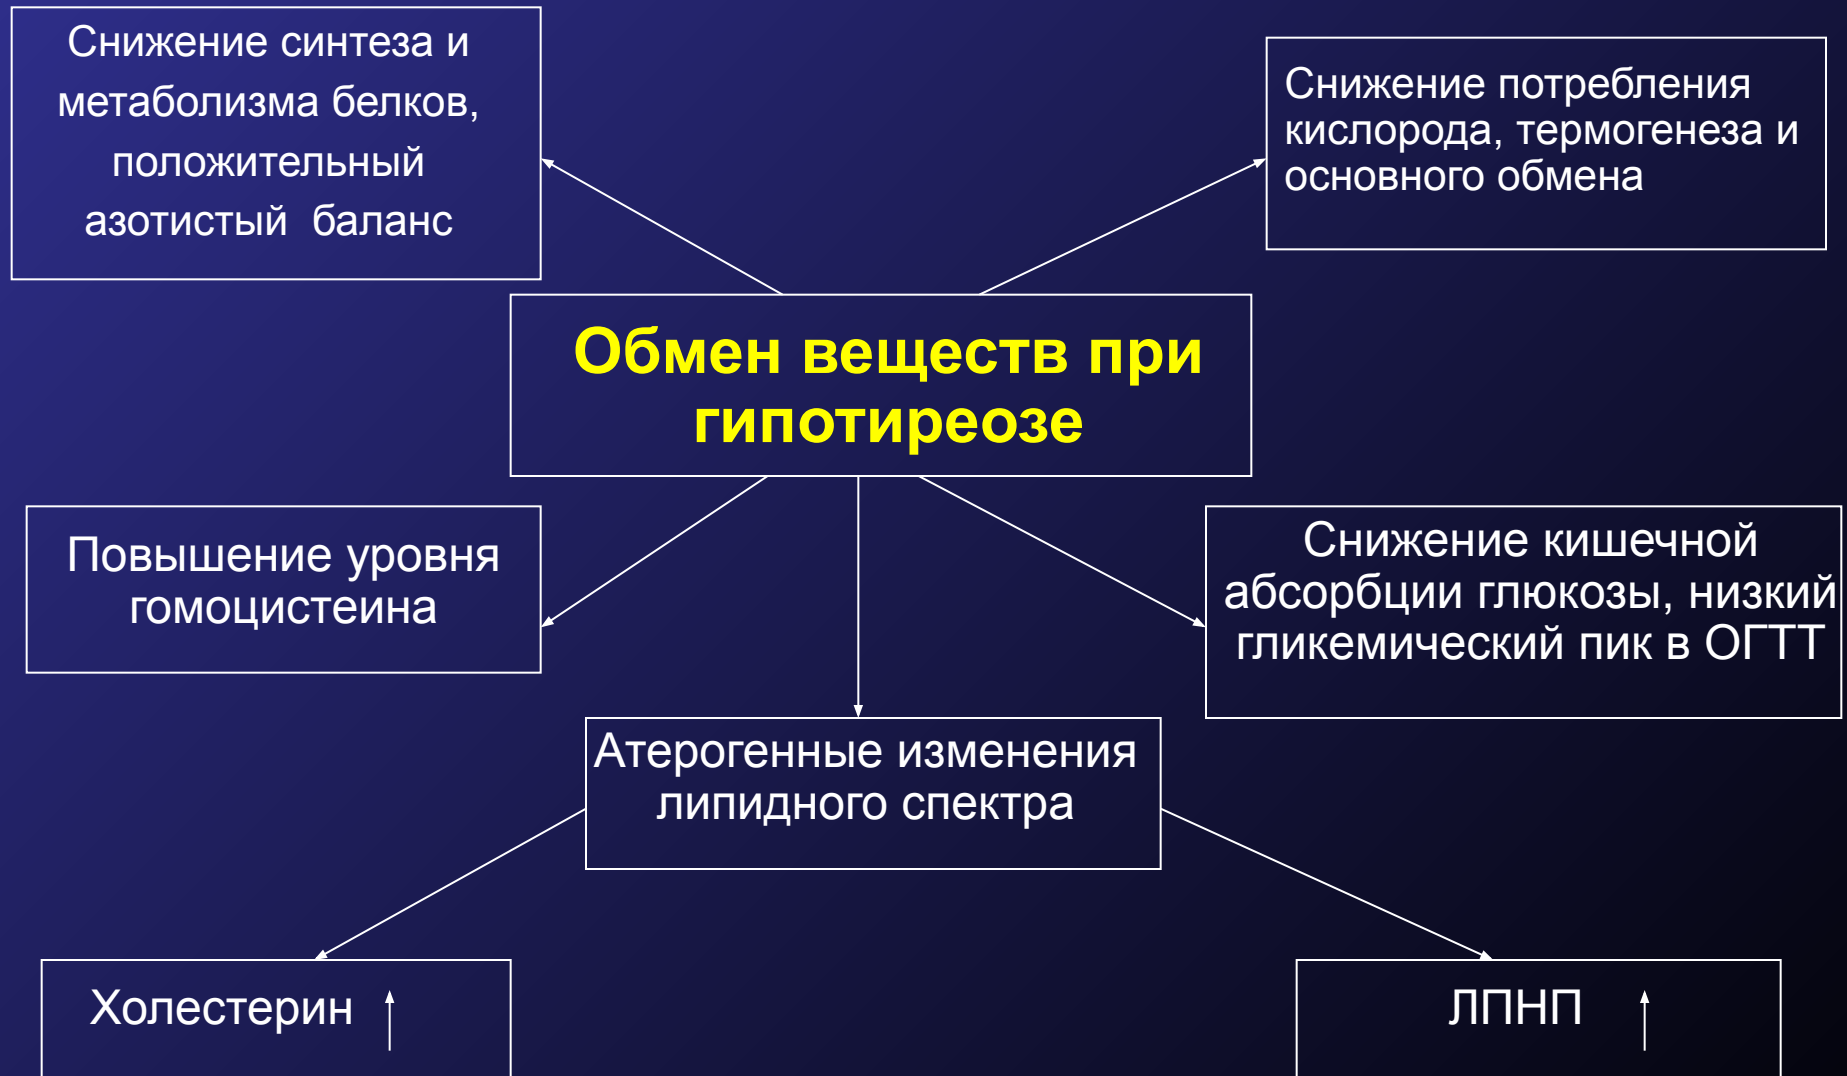 Снижение синтеза и
метаболизма белков,
положительный
азотистый баланс
Снижение потребления
кислорода, термогенеза и
основного обмена
Обмен веществ при
гипотиреозе
Повышение уровня
гомоцистеина
Снижение кишечной
абсорбции глюкозы, низкий
гликемический пик в ОГТТ
Атерогенные изменения
липидного спектра
Холестерин
ЛПНП